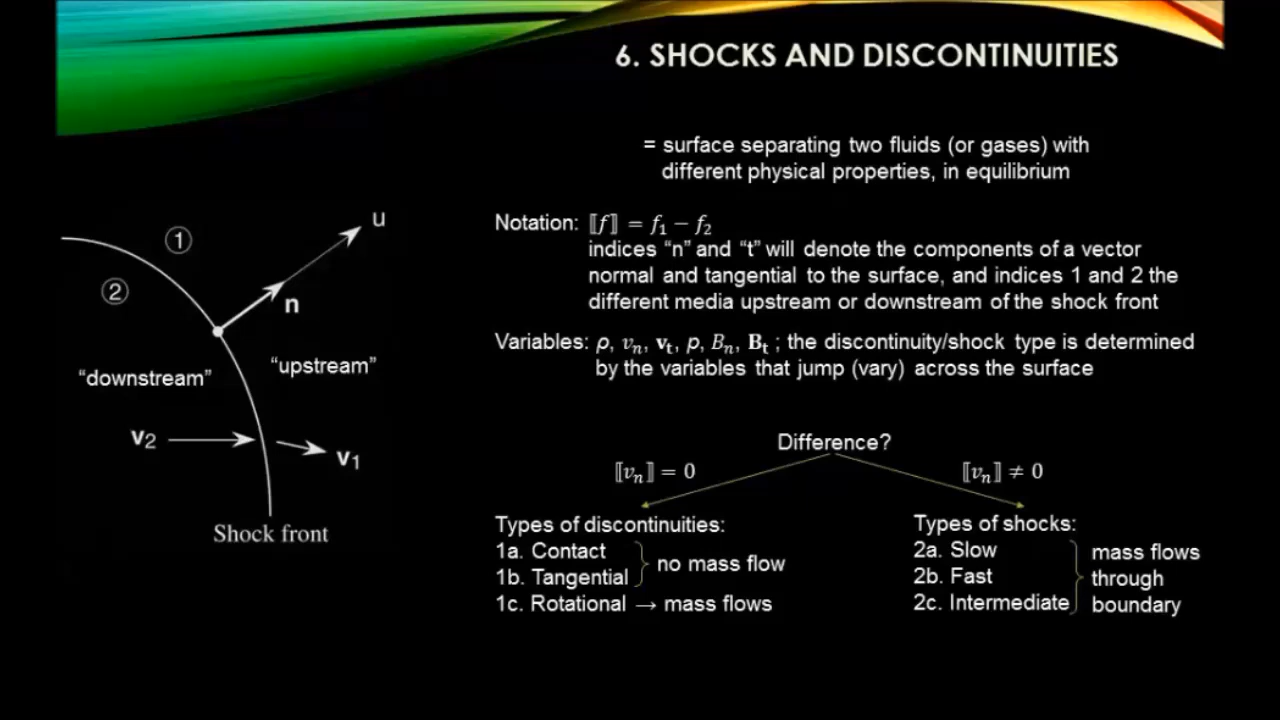 6. SHOCKS AND DISCONTINUITIES
= surface separating two fluids (or gases) with
different physical properties, in equilibrium
Notation: ⟦f⟧ = f₁ − f₂
indices “n” and “t” will denote the components of a vector
normal and tangential to the surface, and indices 1 and 2 the
different media upstream or downstream of the shock front
Variables: ρ, vₙ, vₜ, p, Bₙ, Bₜ ; the discontinuity/shock type is determined
by the variables that jump (vary) across the surface
① u
② n
“downstream” “upstream”
v₂ v₁
Shock front
Difference?
⟦vₙ⟧ = 0 ⟦vₙ⟧ ≠ 0
Types of discontinuities:
1a. Contact
1b. Tangential
no mass flow
1c. Rotational → mass flows
Types of shocks:
2a. Slow
2b. Fast
2c. Intermediate
mass flows
through
boundary